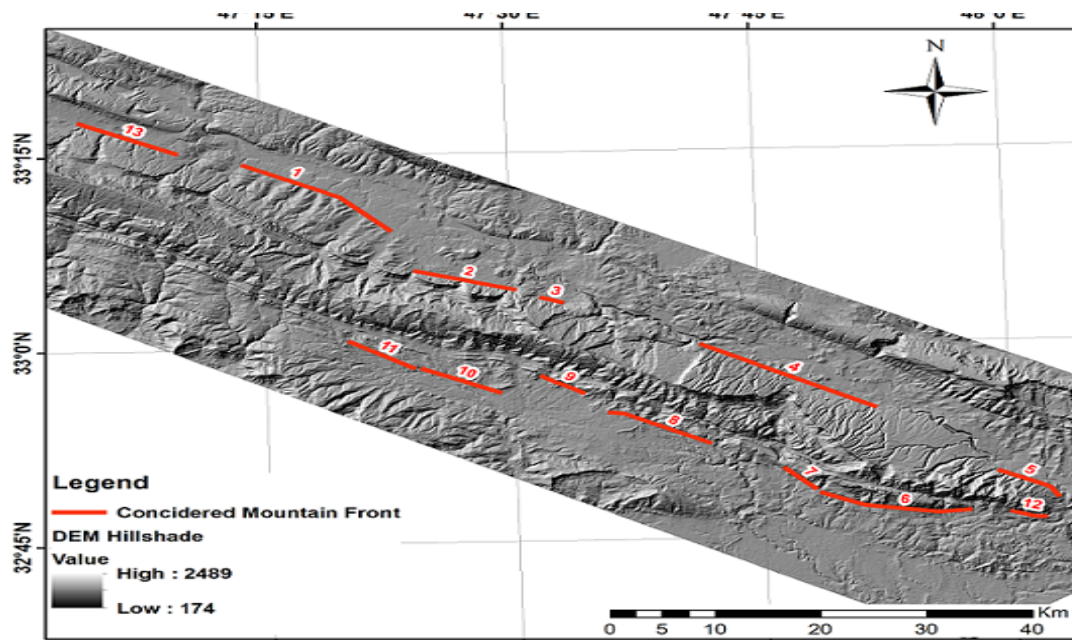 47°15'E 47°30'E 47°45'E 48°0'E
N
33°15'N
33°0'N
32°45'N
13
1
2
3
4
11
10
9
8
7
6
5
12
Legend
Concidered Mountain Front
DEM Hillshade
Value
High : 2489
Low : 174
Km
0 5 10 20 30 40